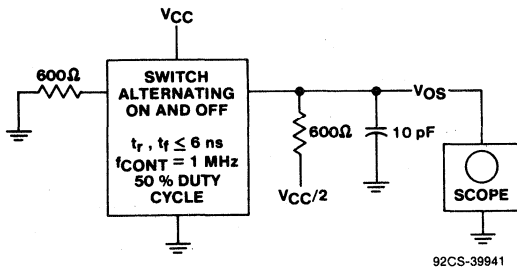 VCC
600Ω
SWITCH
ALTERNATING
ON AND OFF
tr , tf ≤ 6 ns
fCONT = 1 MHz
50 % DUTY
CYCLE
VOS
600Ω
10 pF
VCC/2
SCOPE
92CS-39941